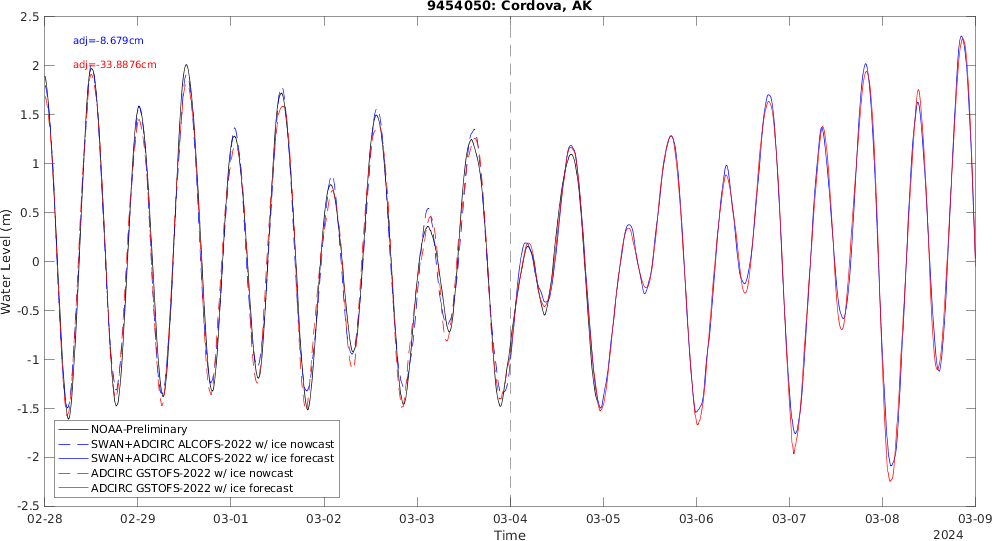 9454050: Cordova, AK
2.5
2
1.5
1
0.5
0
-0.5
-1
-1.5
-2
-2.5
Water Level (m)
adj=-8.679cm
adj=-33.8876cm
NOAA-Preliminary
SWAN+ADCIRC ALCOFS-2022 w/ ice nowcast
SWAN+ADCIRC ALCOFS-2022 w/ ice forecast
ADCIRC GSTOFS-2022 w/ ice nowcast
ADCIRC GSTOFS-2022 w/ ice forecast
02-28 02-29 03-01 03-02 03-03 03-04 03-05 03-06 03-07 03-08 03-09
Time
2024